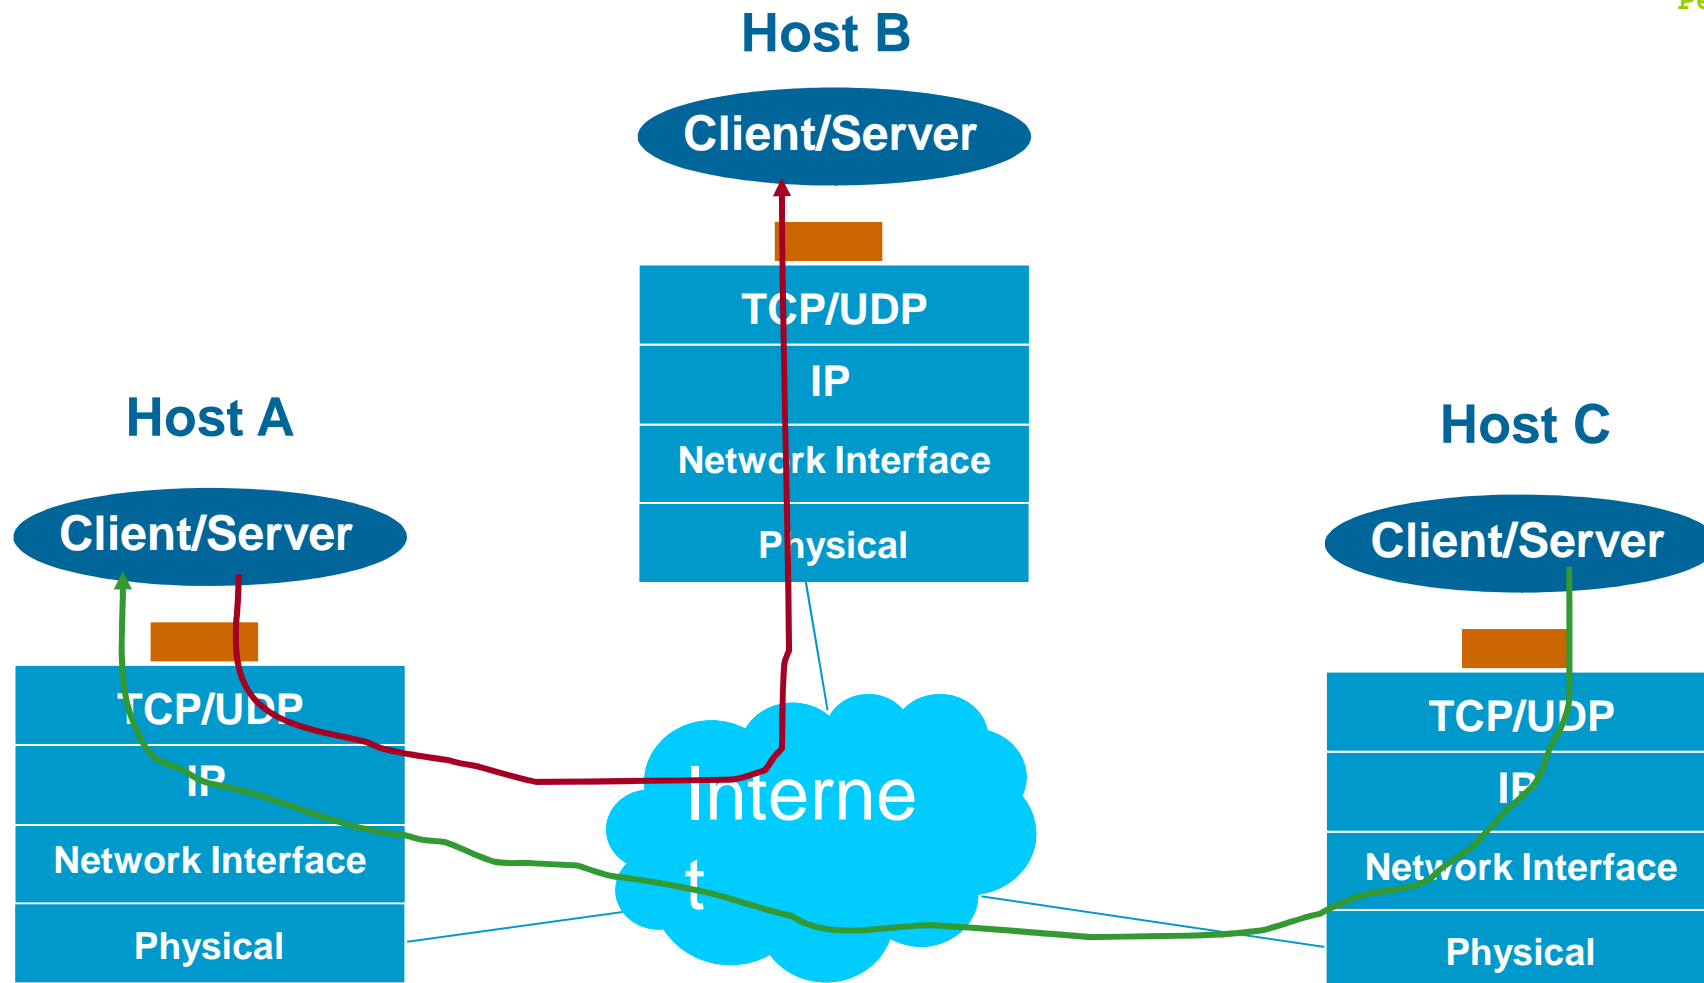 Host B
Client/Server
TCP/UDP
IP
Network Interface
Physical
Host A
Client/Server
TCP/UDP
IP
Network Interface
Physical
Interne
t
Host C
Client/Server
TCP/UDP
IP
Network Interface
Physical